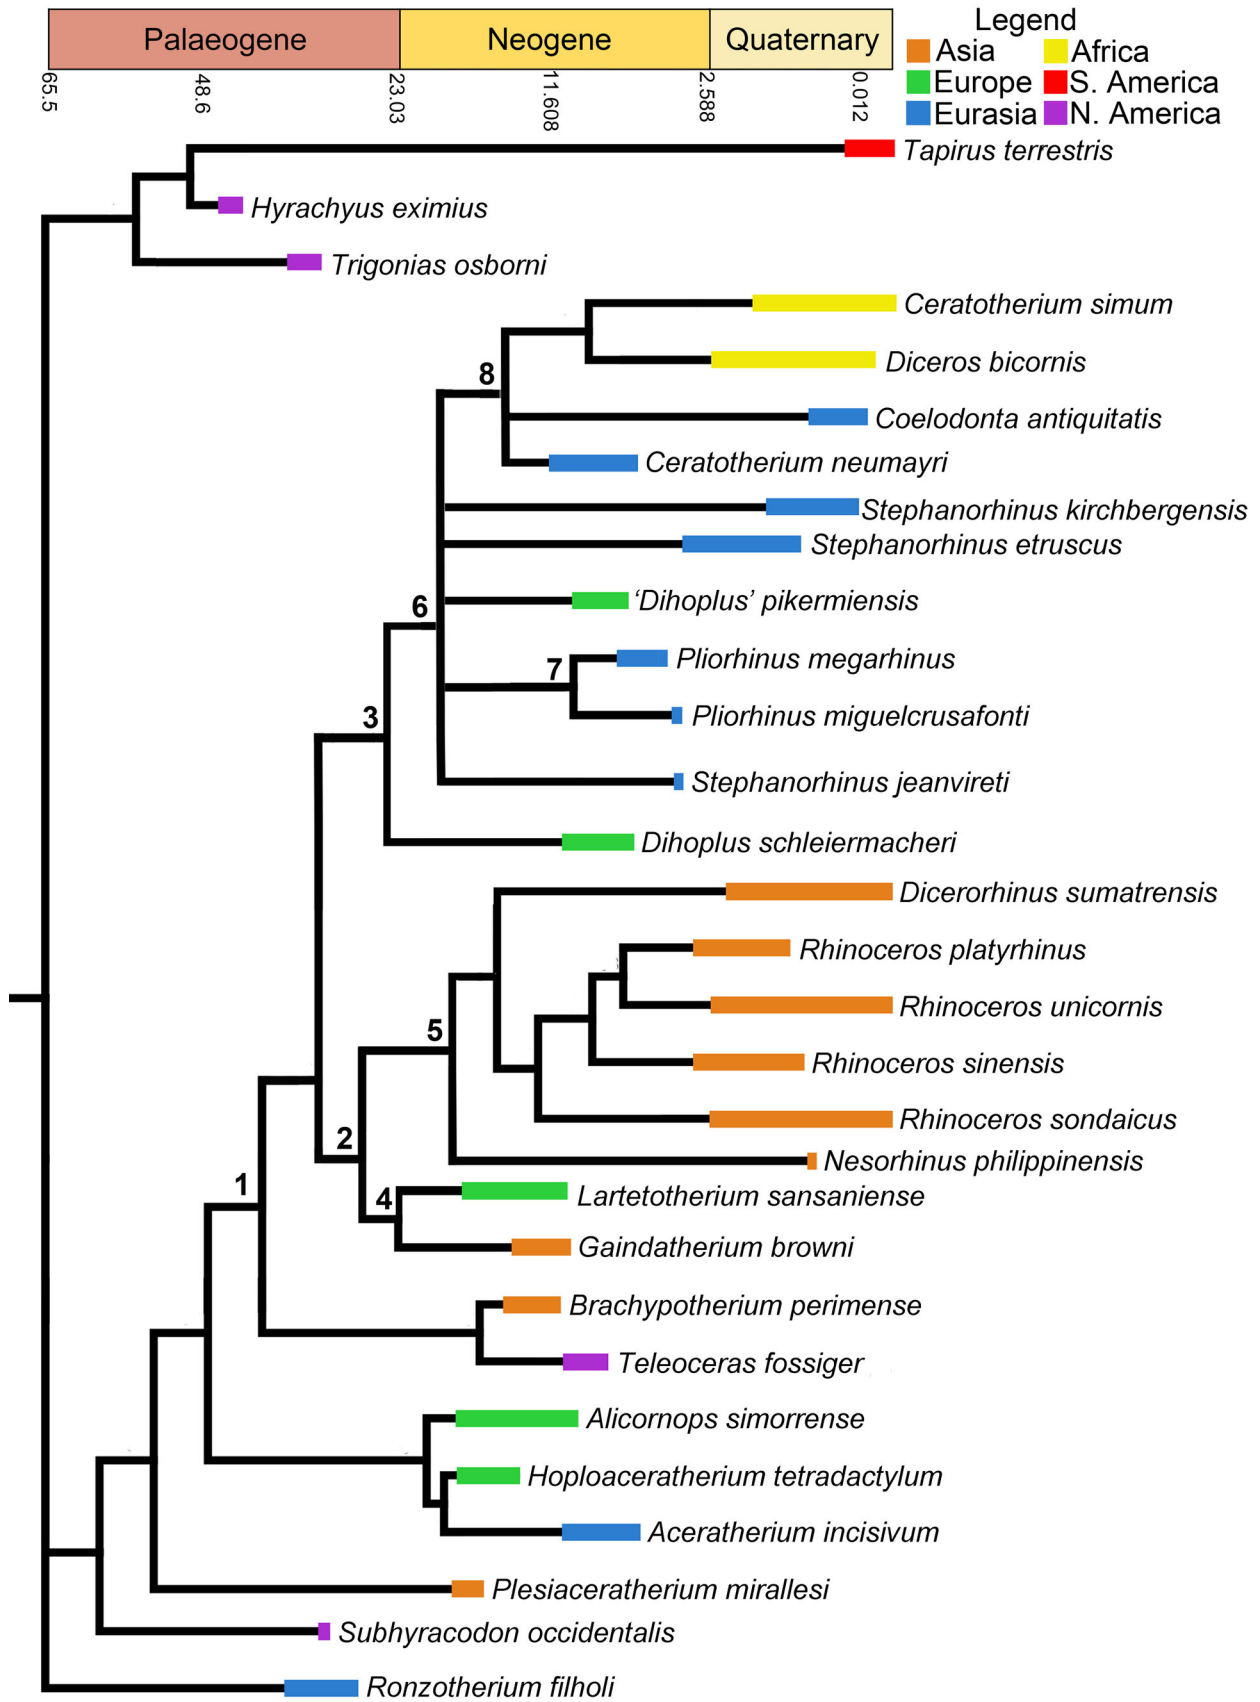 Palaeogene Neogene Quaternary
Legend
Asia Africa
Europe S. America
Eurasia N. America
65.5 48.6 23.03 11.608 2.588 0.012
Tapirus terrestris
Hyrachyus eximius
Trigonias osborni
Ceratotherium simum
Diceros bicornis
8
Coelodonta antiquitatis
Ceratotherium neumayri
Stephanorhinus kirchbergensis
Stephanorhinus etruscus
6
‘Dihoplus’ pikermiensis
7
Pliorhinus megarhinus
Pliorhinus miguelcrusafonti
3
Stephanorhinus jeanvireti
Dihoplus schleiermacheri
Dicerorhinus sumatrensis
Rhinoceros platyrhinus
Rhinoceros unicornis
5
Rhinoceros sinensis
Rhinoceros sondaicus
2
Nesorhinus philippinensis
1
4
Lartetotherium sansaniense
Gaindatherium browni
Brachypotherium perimense
Teleoceras fossiger
Alicornops simorrense
Hoploaceratherium tetradactylum
Aceratherium incisivum
Plesiaceratherium mirallesi
Subhyracodon occidentalis
Ronzotherium filholi